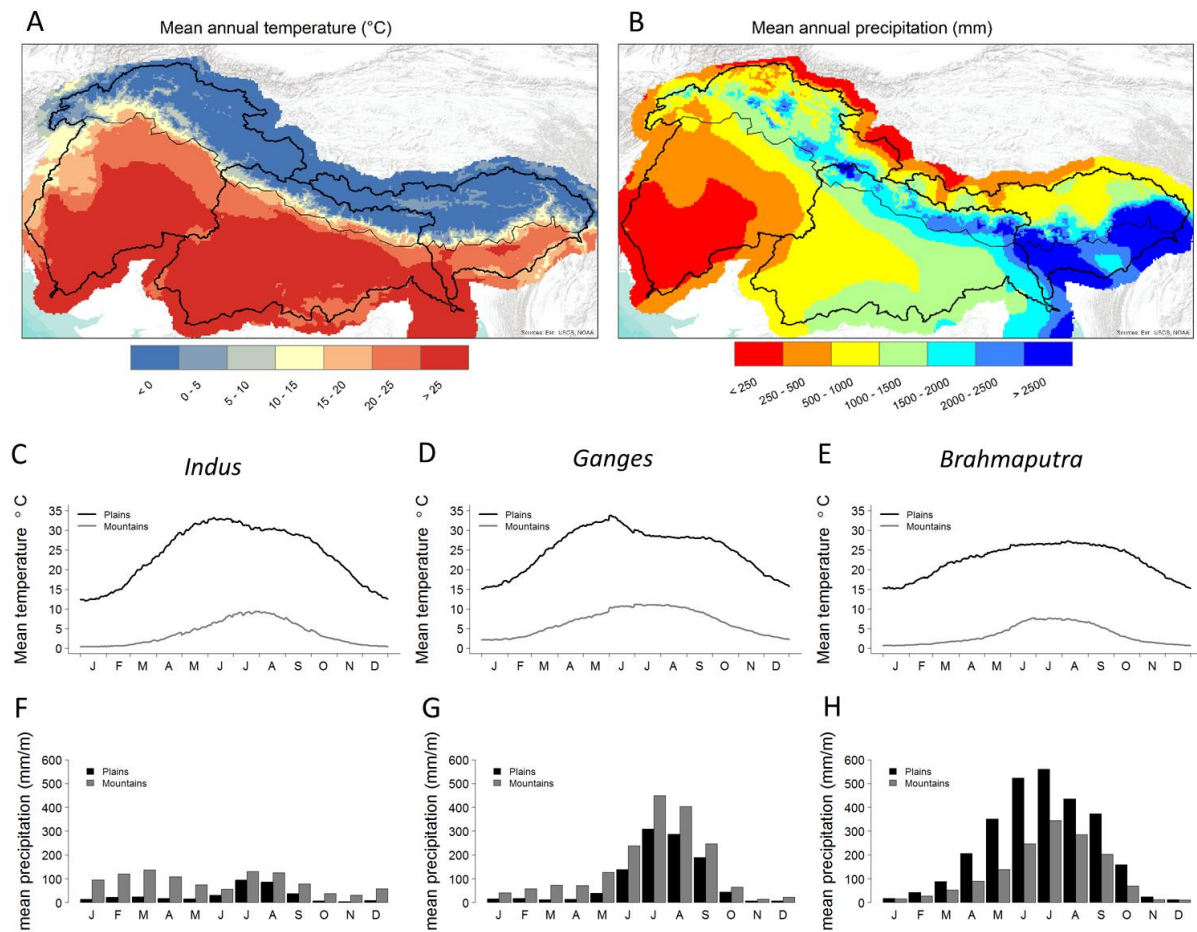 A
Mean annual temperature (°C)
B
Mean annual precipitation (mm)
Sources: Esri, USGS, NOAA
Sources: Esri, USGS, NOAA
< 0
0 - 5
5 - 10
10 - 15
15 - 20
20 - 25
> 25
< 250
250 - 500
500 - 1000
1000 - 1500
1500 - 2000
2000 - 2500
> 2500
C
Indus
Mean temperature °C
35
30
25
20
15
10
5
0
Plains
Mountains
J F M A M J J A S O N D
D
Ganges
Mean temperature °C
35
30
25
20
15
10
5
0
Plains
Mountains
J F M A M J J A S O N D
E
Brahmaputra
Mean temperature °C
35
30
25
20
15
10
5
0
Plains
Mountains
J F M A M J J A S O N D
F
mean precipitation (mm/m)
600
500
400
300
200
100
0
Plains
Mountains
J F M A M J J A S O N D
G
mean precipitation (mm/m)
600
500
400
300
200
100
0
Plains
Mountains
J F M A M J J A S O N D
H
mean precipitation (mm/m)
600
500
400
300
200
100
0
Plains
Mountains
J F M A M J J A S O N D